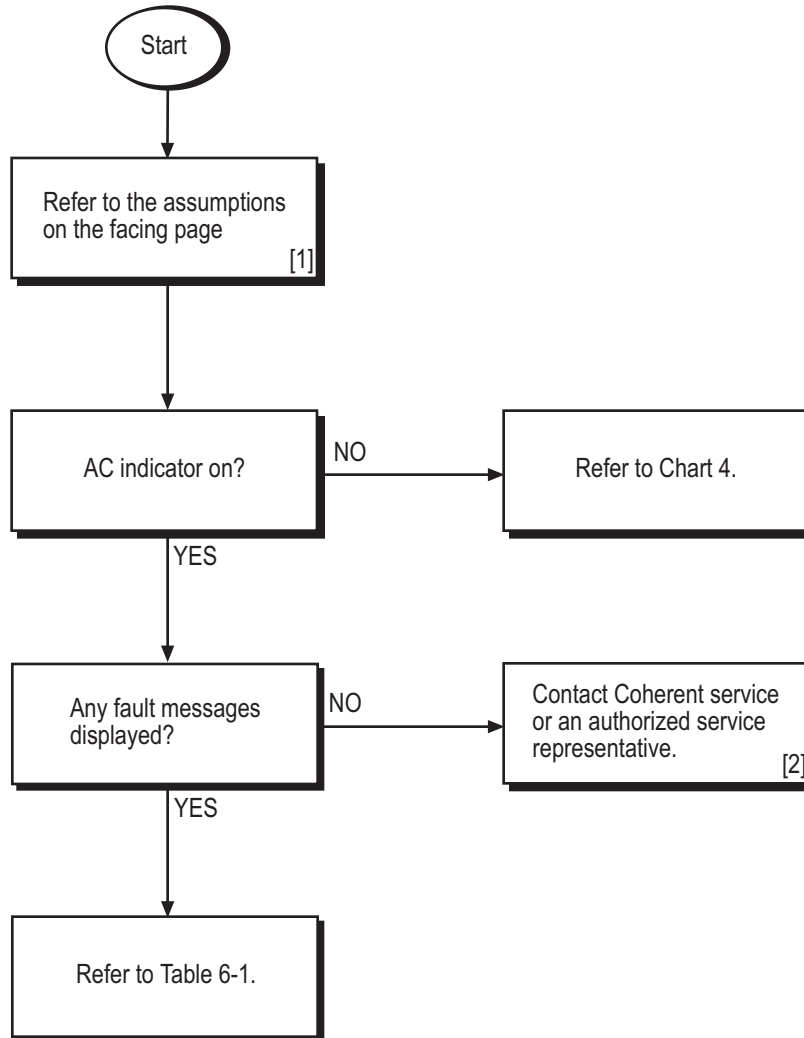 Start
Refer to the assumptions
on the facing page
[1]
AC indicator on?
NO
Refer to Chart 4.
YES
Any fault messages
displayed?
NO
Contact Coherent service
or an authorized service
representative.
[2]
YES
Refer to Table 6-1.